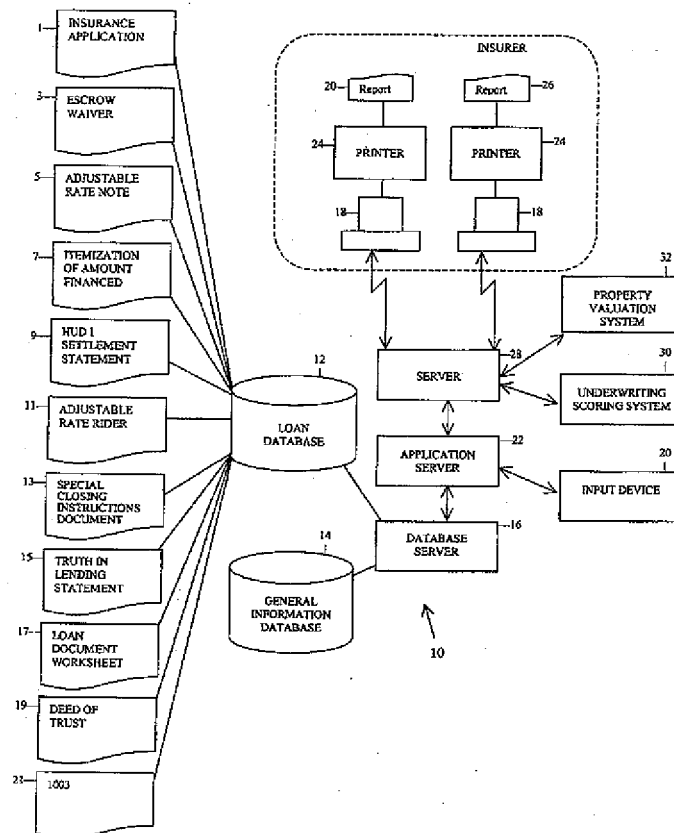 1
INSURANCE
APPLICATION
3
ESCROW
WAIVER
5
ADJUSTABLE
RATE NOTE
7
ITEMIZATION
OF AMOUNT
FINANCED
9
HUD 1
SETTLEMENT
STATEMENT
11
ADJUSTABLE
RATE RIDER
13
SPECIAL
CLOSING
INSTRUCTIONS
DOCUMENT
15
TRUTH IN
LENDING
STATEMENT
17
LOAN
DOCUMENT
WORKSHEET
19
DEED OF
TRUST
21
1003
12
LOAN
DATABASE
14
GENERAL
INFORMATION
DATABASE
INSURER
20
Report
Report
26
24
PRINTER
PRINTER
24
18
18
32
PROPERTY
VALUATION
SYSTEM
28
SERVER
30
UNDERWRITING
SCORING SYSTEM
22
APPLICATION
SERVER
20
INPUT DEVICE
16
DATABASE
SERVER
10